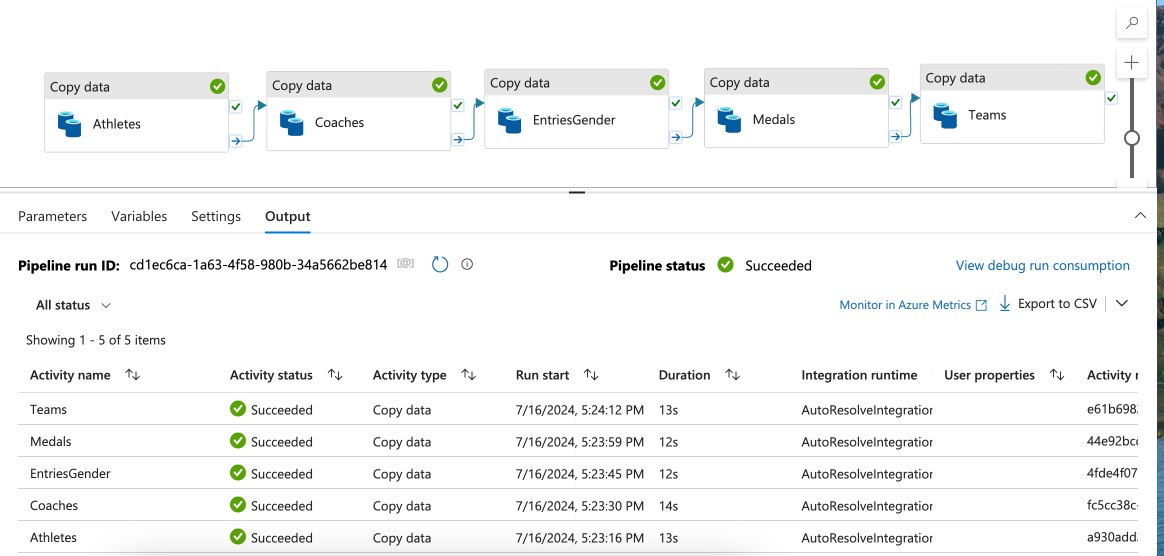 Copy data
Athletes
Copy data
Coaches
Copy data
EntriesGender
Copy data
Medals
Copy data
Teams
Parameters Variables Settings Output
Pipeline run ID: cd1ec6ca-1a63-4f58-980b-34a5662be814 [@] Pipeline status Succeeded View debug run consumption
All status Monitor in Azure Metrics Export to CSV
Showing 1 - 5 of 5 items
Activity name Activity status Activity type Run start Duration Integration runtime User properties Activity r
Teams Succeeded Copy data 7/16/2024, 5:24:12 PM 13s AutoResolveIntegration e61b698
Medals Succeeded Copy data 7/16/2024, 5:23:59 PM 12s AutoResolveIntegration 44e92bc
EntriesGender Succeeded Copy data 7/16/2024, 5:23:45 PM 12s AutoResolveIntegration 4fde4f07
Coaches Succeeded Copy data 7/16/2024, 5:23:30 PM 14s AutoResolveIntegration fc5cc38c
Athletes Succeeded Copy data 7/16/2024, 5:23:16 PM 13s AutoResolveIntegration a930add